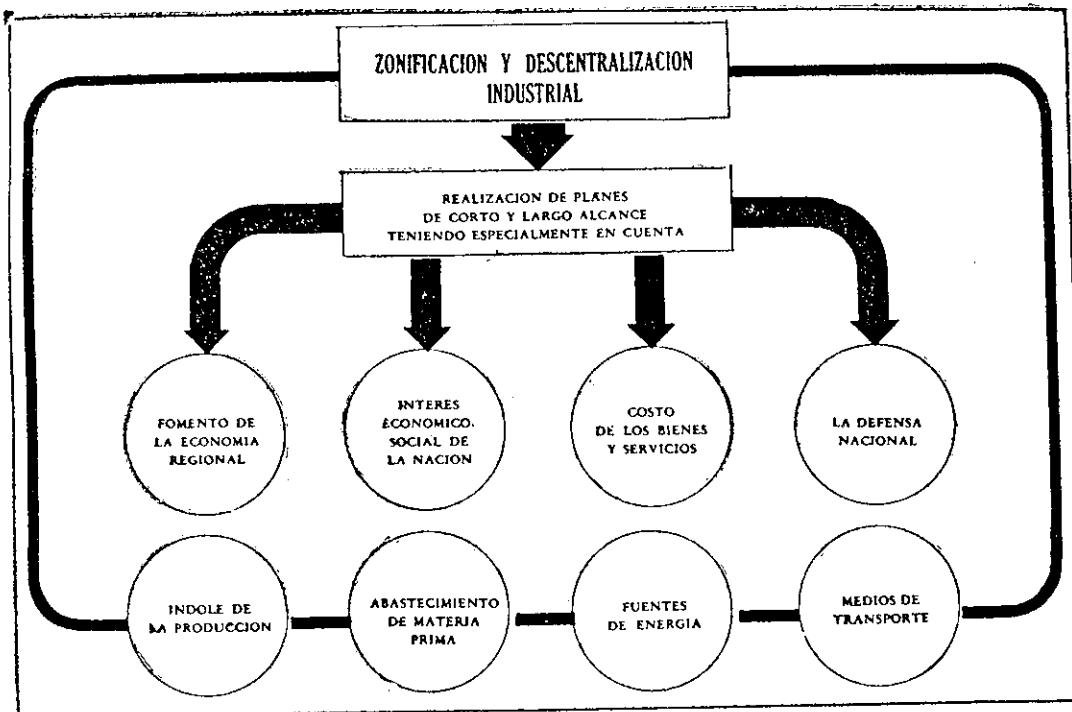 ZONIFICACION Y DESCENTRALIZACION
INDUSTRIAL
REALIZACION DE PLANES
DE CORTO Y LARGO ALCANCE
TENIENDO ESPECIALMENTE EN CUENTA
FOMENTO DE
LA ECONOMIA
REGIONAL
INTERES
ECONOMICO.
SOCIAL DE
LA NACION
COSTO
DE LOS BIENES
Y SERVICIOS
LA DEFENSA
NACIONAL
INDOLE DE
LA PRODUCCION
ABASTECIMIENTO
DE MATERIA
PRIMA
FUENTES
DE ENERGIA
MEDIOS DE
TRANSPORTE